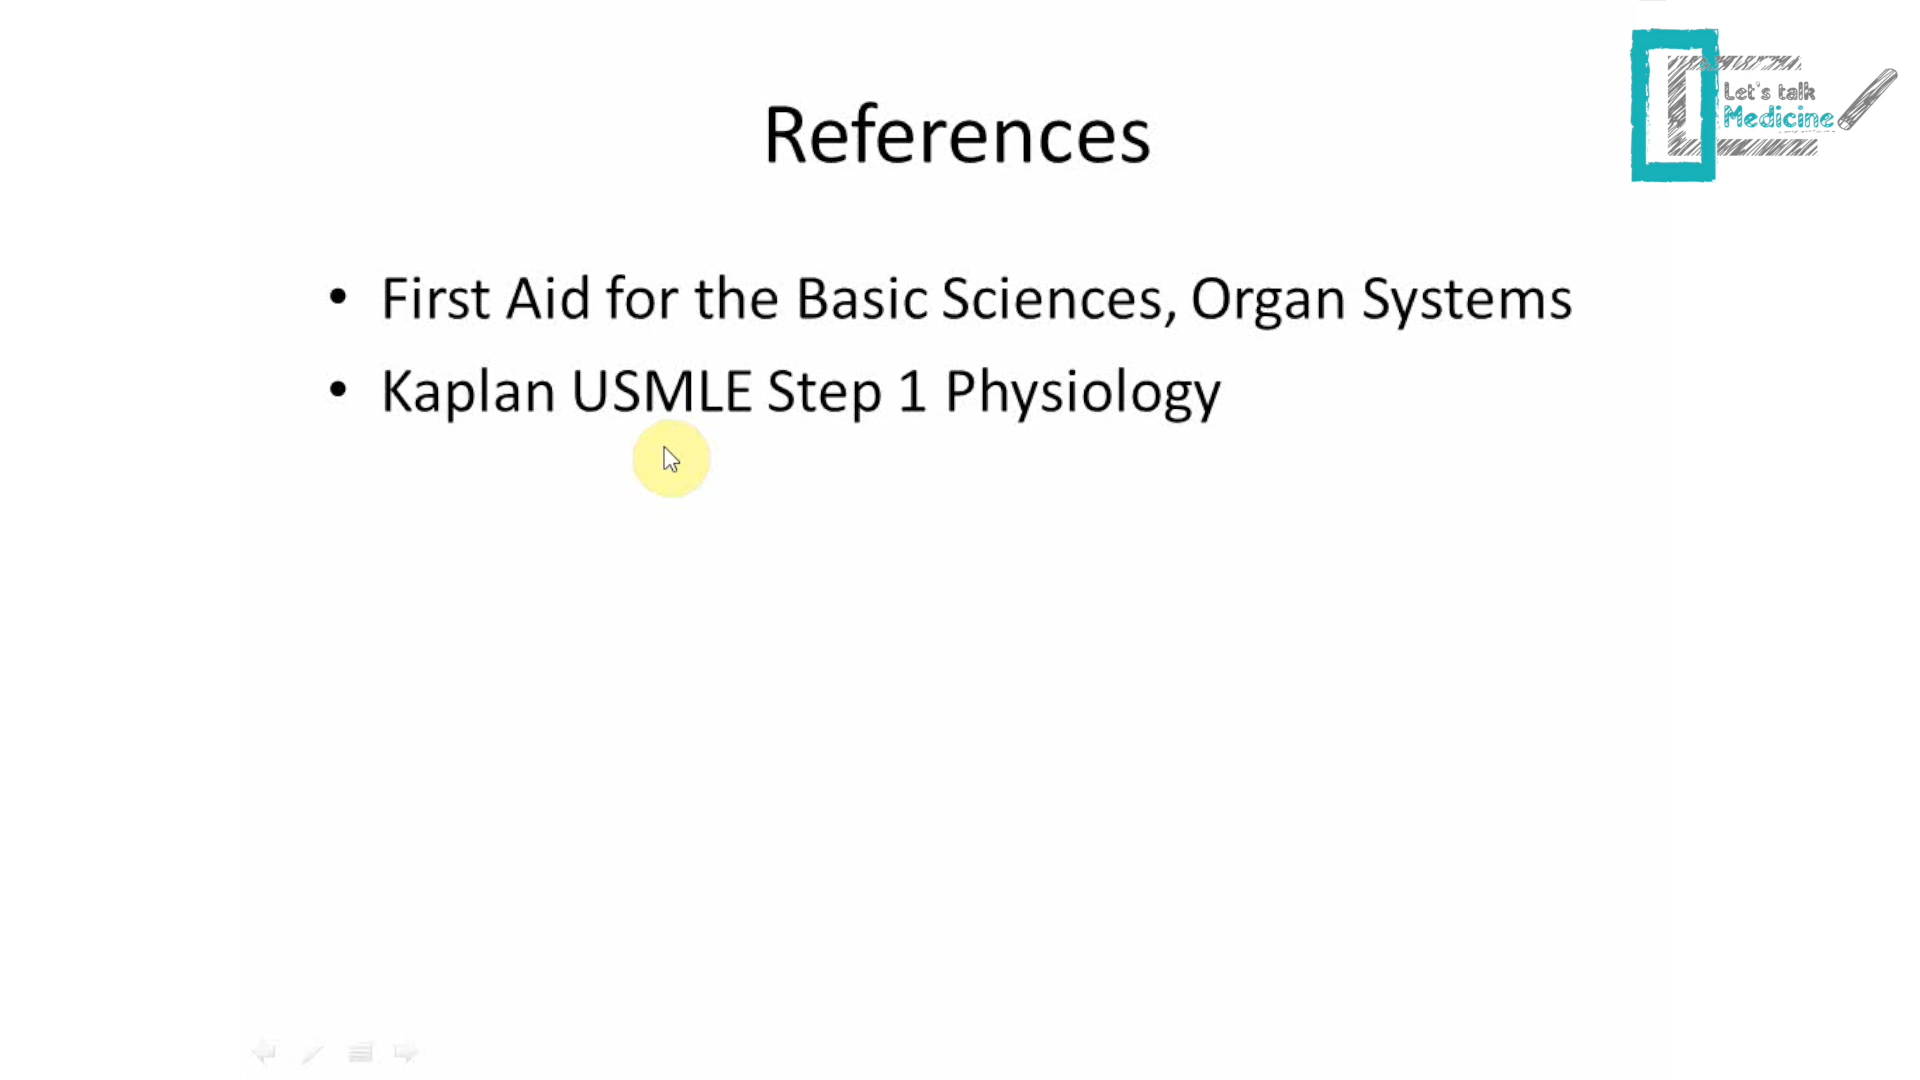 Let's talk
Medicine
References
• First Aid for the Basic Sciences, Organ Systems
• Kaplan USMLE Step 1 Physiology